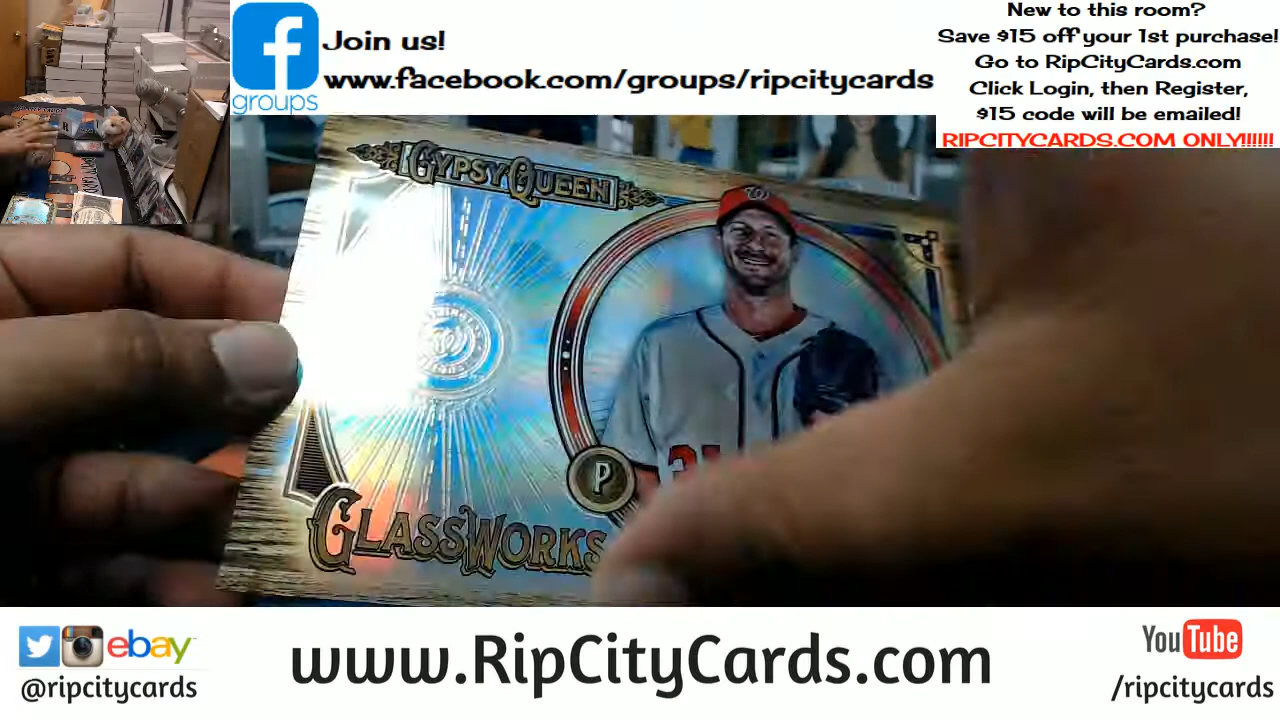 Join us!
www.facebook.com/groups/ripcitycards
groups
New to this room?
Save $15 off your 1st purchase!
Go to RipCityCards.com
Click Login, then Register,
$15 code will be emailed!
RIPCITYCARDS.COM ONLY!!!!!!
GYPSY QUEEN
W
P
GLASSWORKS
ebay
@ripcitycards
www.RipCityCards.com
YouTube
/ripcitycards